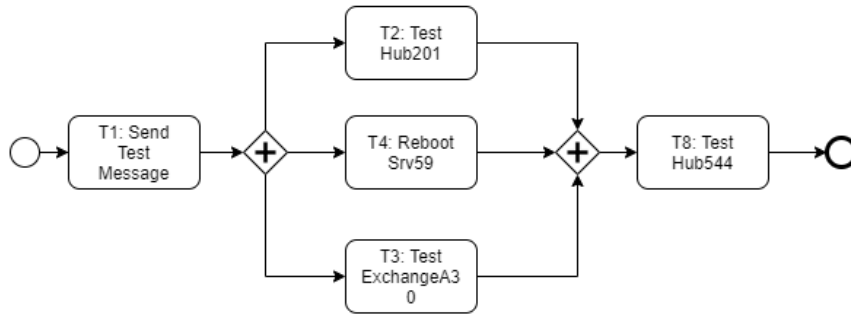 T2: Test
Hub201
T1: Send
Test
Message
T4: Reboot
Srv59
T8: Test
Hub544
T3: Test
ExchangeA3
0